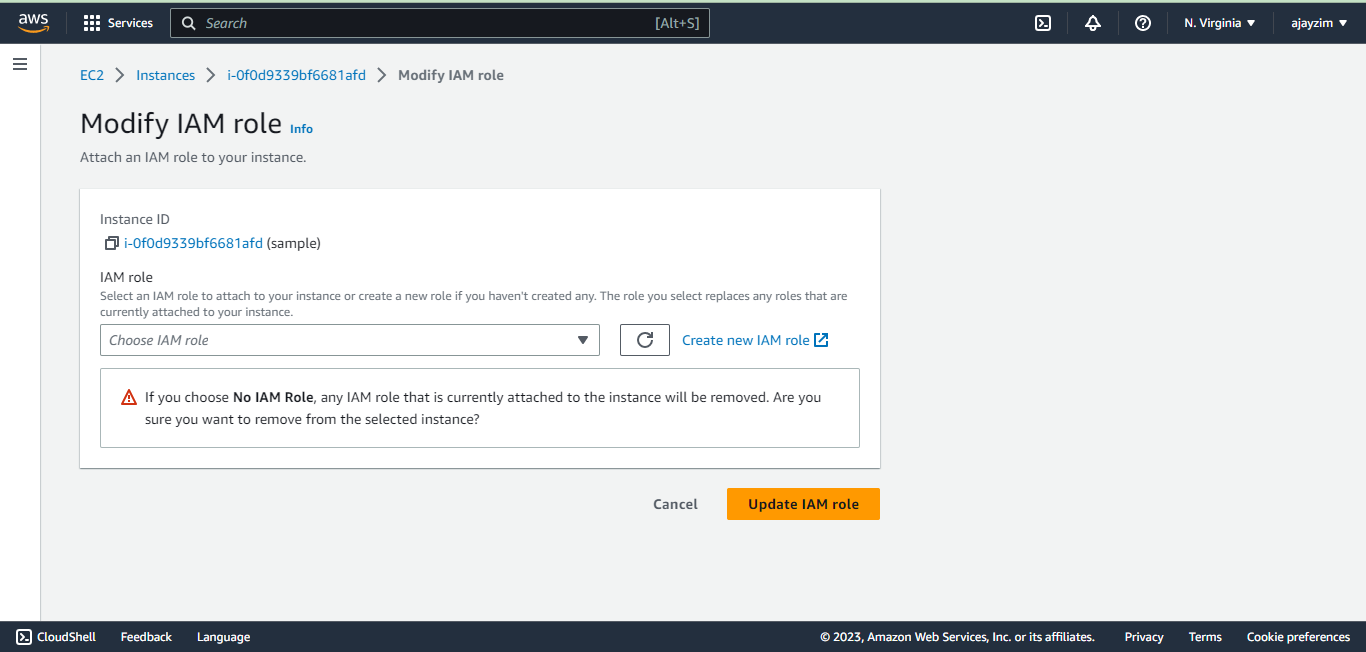 aws Services Search [Alt+S] N. Virginia ajayzim
EC2 Instances i-0f0d9339bf6681afd Modify IAM role
Modify IAM role Info
Attach an IAM role to your instance.
Instance ID
i-0f0d9339bf6681afd (sample)
IAM role
Select an IAM role to attach to your instance or create a new role if you haven't created any. The role you select replaces any roles that are
currently attached to your instance.
Choose IAM role Create new IAM role
If you choose No IAM Role, any IAM role that is currently attached to the instance will be removed. Are you
sure you want to remove from the selected instance?
Cancel Update IAM role
CloudShell Feedback Language © 2023, Amazon Web Services, Inc. or its affiliates. Privacy Terms Cookie preferences